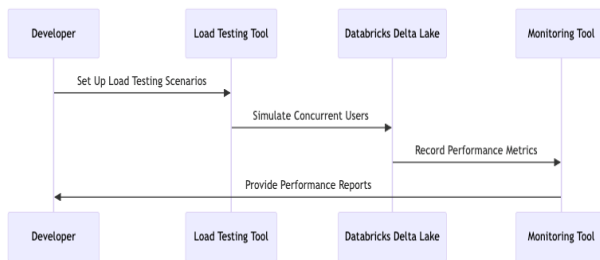 Developer
Load Testing Tool
Databricks Delta Lake
Monitoring Tool
Set Up Load Testing Scenarios
Simulate Concurrent Users
Record Performance Metrics
Provide Performance Reports
Developer
Load Testing Tool
Databricks Delta Lake
Monitoring Tool